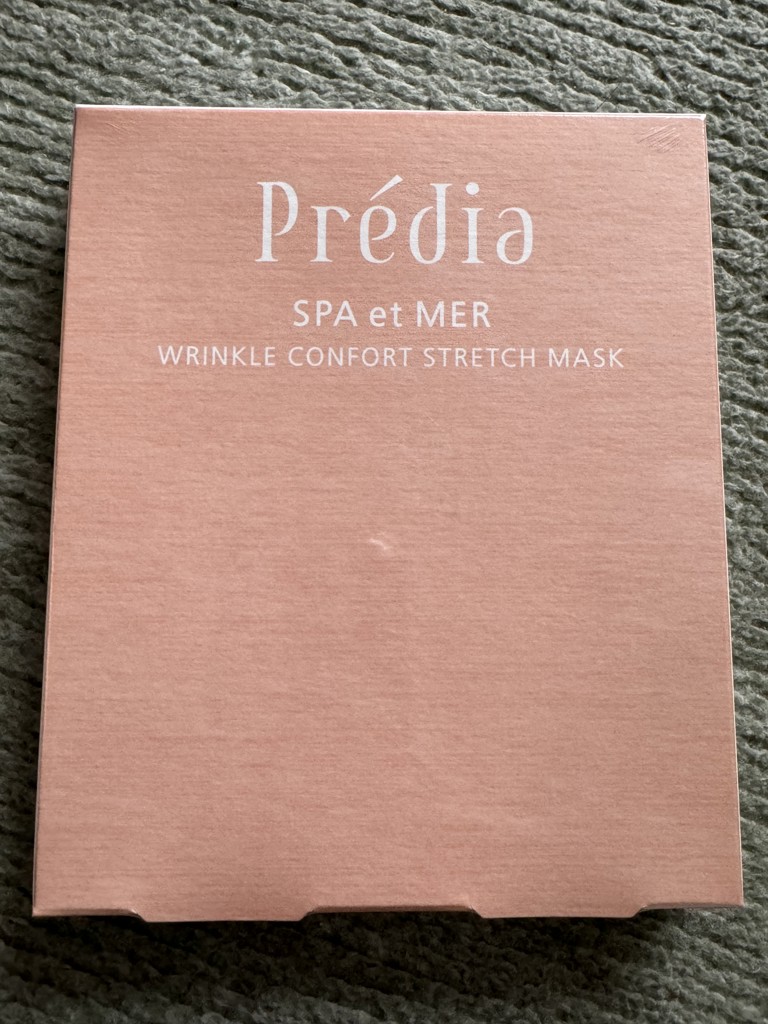 Prédia
SPA et MER
WRINKLE CONFORT STRETCH MASK